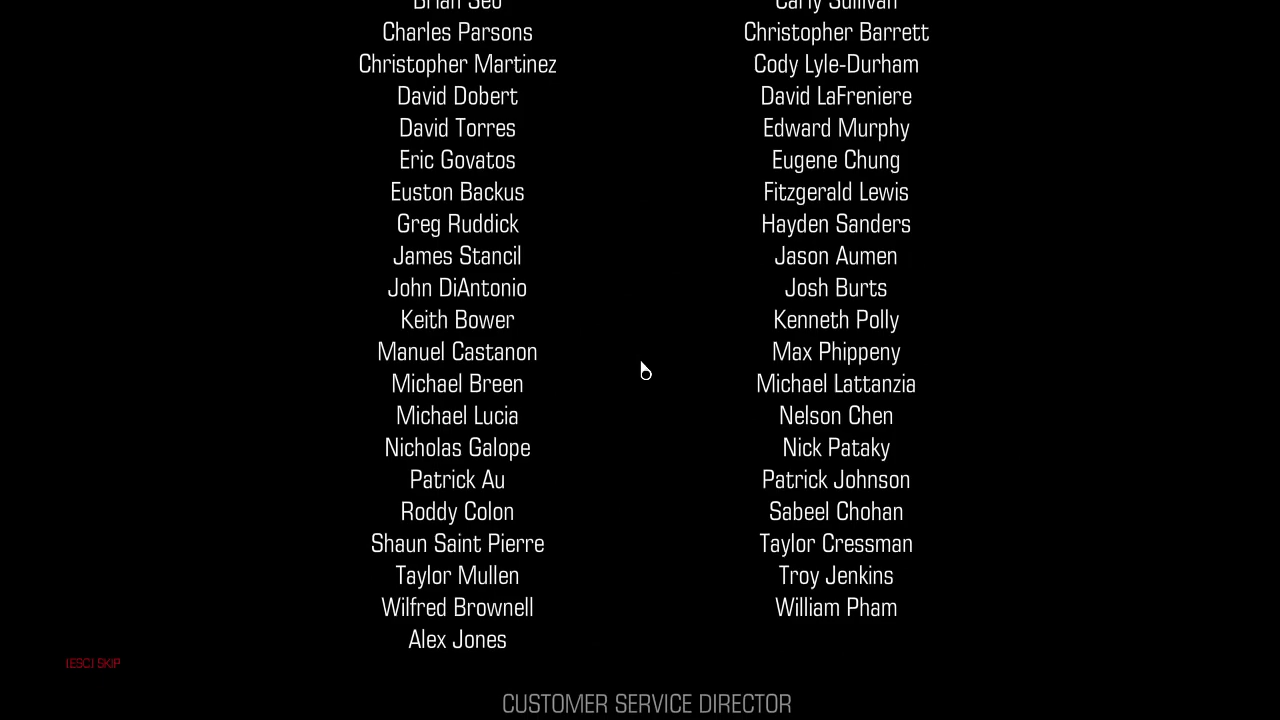 Brian Seo Carly Sullivan
Charles Parsons Christopher Barrett
Christopher Martinez Cody Lyle-Durham
David Dobert David LaFreniere
David Torres Edward Murphy
Eric Govatos Eugene Chung
Euston Backus Fitzgerald Lewis
Greg Ruddick Hayden Sanders
James Stancil Jason Aumen
John DiAntonio Josh Burts
Keith Bower Kenneth Polly
Manuel Castanon Max Phippeny
Michael Breen Michael Lattanzia
Michael Lucia Nelson Chen
Nicholas Galope Nick Pataky
Patrick Au Patrick Johnson
Roddy Colon Sabeel Chohan
Shaun Saint Pierre Taylor Cressman
Taylor Mullen Troy Jenkins
Wilfred Brownell William Pham
Alex Jones
[ESC] SKIP
CUSTOMER SERVICE DIRECTOR